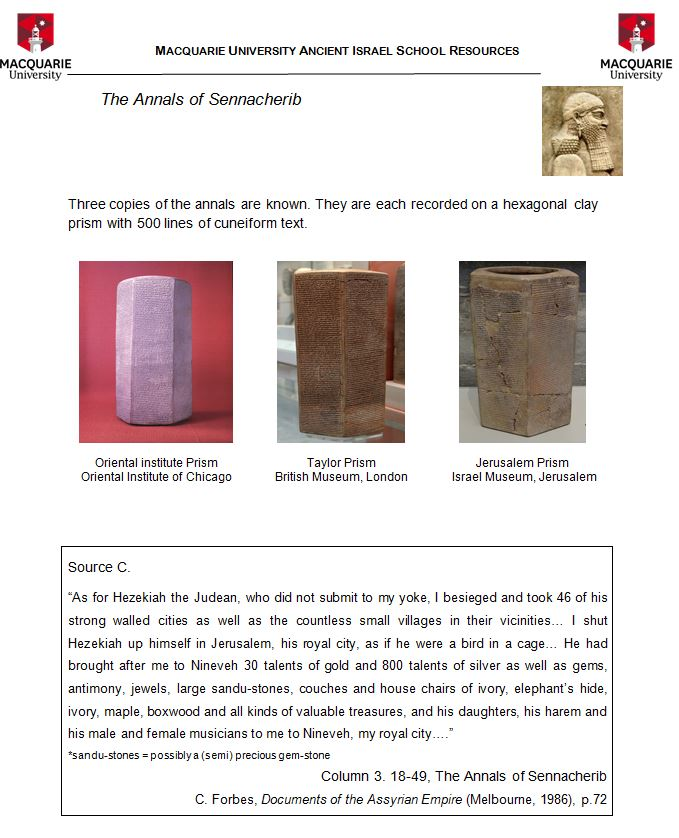 MACQUARIE
University
MACQUARIE UNIVERSITY ANCIENT ISRAEL SCHOOL RESOURCES
MACQUARIE
University
The Annals of Sennacherib
Three copies of the annals are known. They are each recorded on a hexagonal clay
prism with 500 lines of cuneiform text.
Oriental institute Prism
Oriental Institute of Chicago
Taylor Prism
British Museum, London
Jerusalem Prism
Israel Museum, Jerusalem
Source C.
“As for Hezekiah the Judean, who did not submit to my yoke, I besieged and took 46 of his
strong walled cities as well as the countless small villages in their vicinities… I shut
Hezekiah up himself in Jerusalem, his royal city, as if he were a bird in a cage… He had
brought after me to Nineveh 30 talents of gold and 800 talents of silver as well as gems,
antimony, jewels, large sandu-stones, couches and house chairs of ivory, elephant’s hide,
ivory, maple, boxwood and all kinds of valuable treasures, and his daughters, his harem and
his male and female musicians to me to Nineveh, my royal city….”
*sandu-stones = possibly a (semi) precious gem-stone
Column 3. 18-49, The Annals of Sennacherib
C. Forbes, Documents of the Assyrian Empire (Melbourne, 1986), p.72